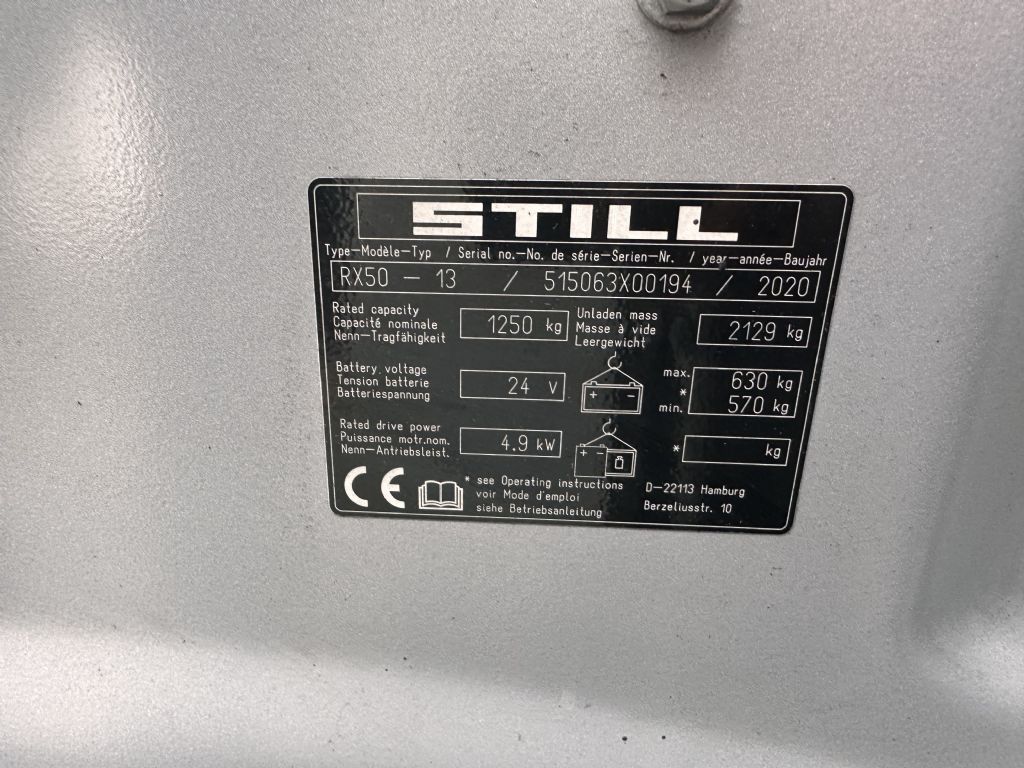 STILL
Type-Modèle-Typ / Serial no.-No. de série-Serien-Nr. / year-année-Baujahr
RX50 - 13 / 515063X00194 / 2020
Rated capacity
Capacité nominale
Nenn-Tragfähigkeit
1250 kg
Unladen mass
Masse à vide
Leergewicht
2129 kg
Battery, voltage
Tension batterie
Batteriespannung
24 V
+ -
max. 630 kg
*
min. 570 kg
Rated drive power
Puissance motr.nom.
Nenn-Antriebsleist.
4.9 kW
+ -
* kg
CE
* see Operating instructions
voir Mode d'emploi
siehe Betriebsanleitung
D-22113 Hamburg
Berzeliusstr. 10